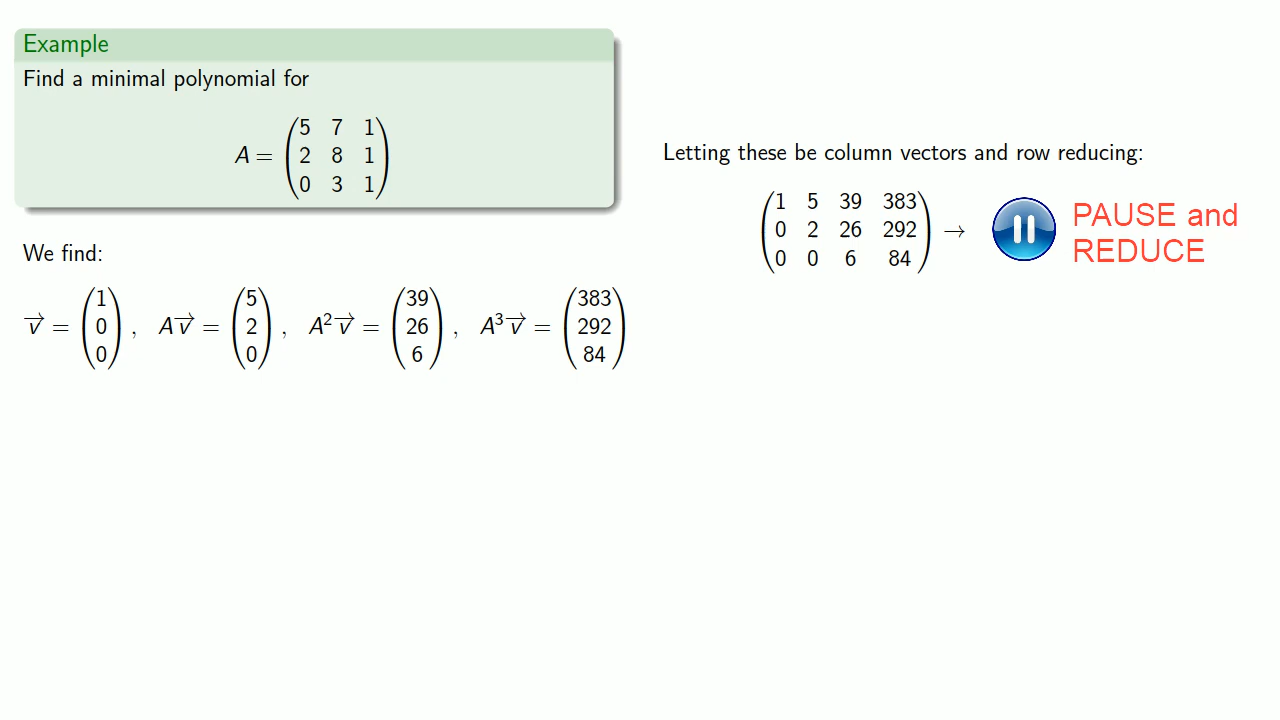 Example
Find a minimal polynomial for
A = (5 7 1
2 8 1
0 3 1)
We find:
v⃗ = (1 0 0), Av⃗ = (5 2 0), A²v⃗ = (39 26 6), A³v⃗ = (383 292 84)
Letting these be column vectors and row reducing:
(1 5 39 383
0 2 26 292
0 0 6 84) →
PAUSE and
REDUCE